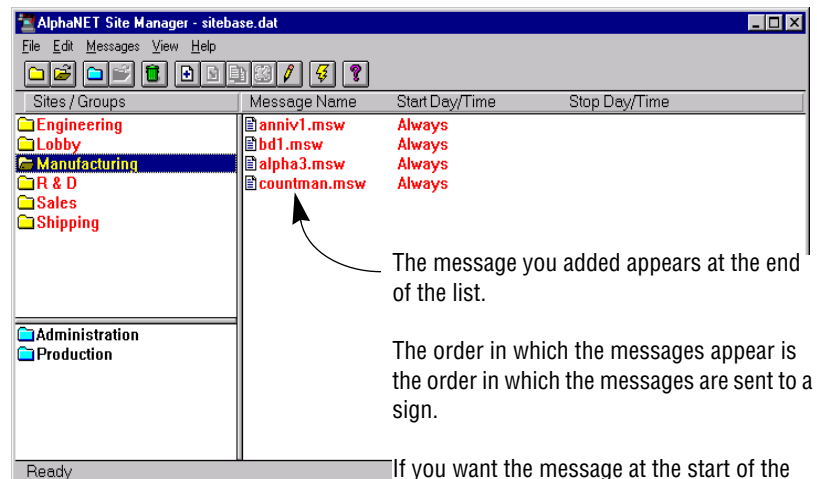 AlphaNET Site Manager - sitebase.dat
File Edit Messages View Help
Sites / Groups
Message Name Start Day/Time Stop Day/Time
Engineering
Lobby
Manufacturing
R & D
Sales
Shipping
anniv1.msw Always
bd1.msw Always
alpha3.msw Always
countman.msw Always
The message you added appears at the end
of the list.
The order in which the messages appear is
the order in which the messages are sent to a
sign.
If you want the message at the start of the
Administration
Production
Ready